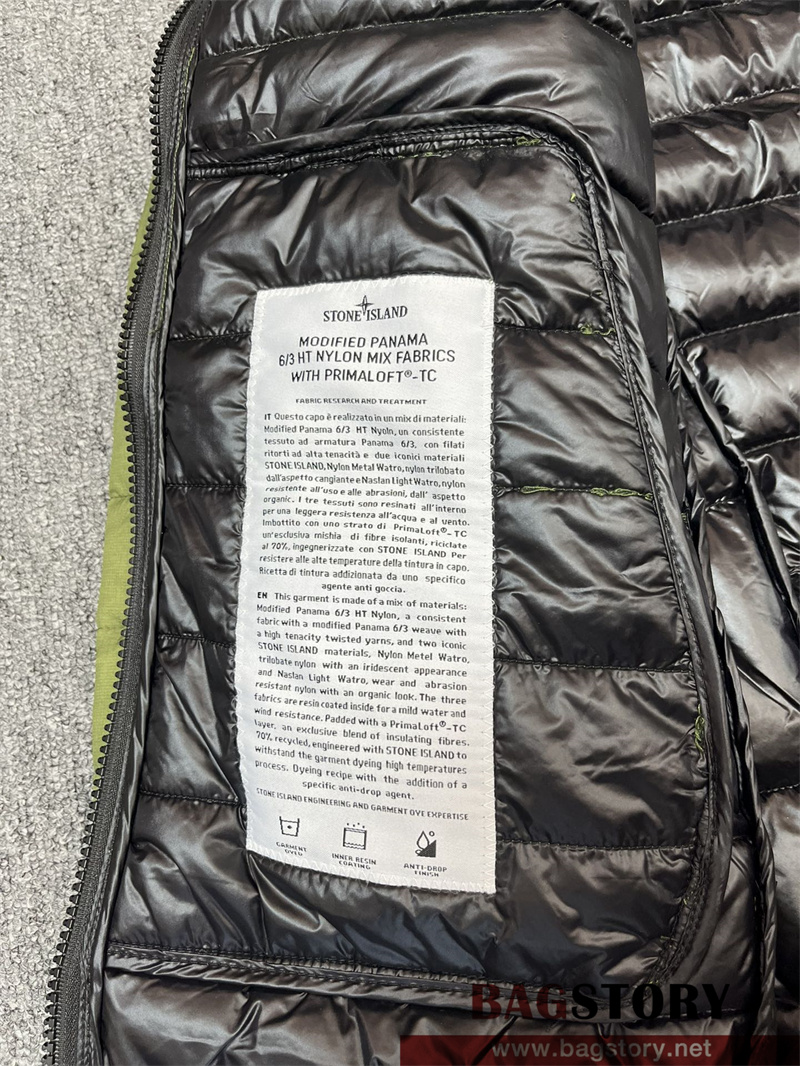 STONE ISLAND
MODIFIED PANAMA
6/3 HT NYLON MIX FABRICS
WITH PRIMALOFT®-TC
FABRIC RESEARCH AND TREATMENT
IT Questo capo è realizzato in un mix di materiali:
Modified Panama 6/3 HT Nyoln, un consistente
tessuto ad armatura Panama 6/3, con filati
ritorti ad alta tenacità e due iconici materiali
STONE ISLAND, Nylon Metal Watro, nylon trilobato
dall'aspetto cangiante e Naslan Light Watro, nylon
resistente all'uso e alle abrasioni, dall' aspetto
organic. I tre tessuti sono resinati all'interno
per una leggera resistenza all'acqua e al vento.
Imbottito con uno strato di PrimaLoft®-TC
un'esclusiva mishia di fibre isolanti, riciclate
al 70%, ingegnerizzate con STONE ISLAND Per
resistere alle alte temperature della tintura in capo.
Ricetta di tintura addizionata da uno specifico
agente anti goccia.
EN This garment is made of a mix of materials:
Modified Panama 6/3 HT Nylon, a consistent
fabric with a modified Panama 6/3 weave with
a high tenacity twisted yarns, and two iconic
STONE ISLAND materials, Nylon Metel Watro,
trilobate nylon with an iridescent appearance
and Naslan Light Watro, wear and abrasion
resistant nylon with an organic look. The three
fabrics are resin coated inside for a mild water and
wind resistance. Padded with a PrimaLoft®-TC
layer, an exclusive blend of insulating fibres.
70% recycled, engineered with STONE ISLAND to
withstand the garment dyeing high temperatures
process. Dyeing recipe with the addition of a
specific anti-drop agent.
STONE ISLAND ENGINEERING AND GARMENT DYE EXPERTISE
GARMENT DYED
INNER RESIN COATING
ANTI-DROP FINISH
BAGSTORY
www.bagstory.net